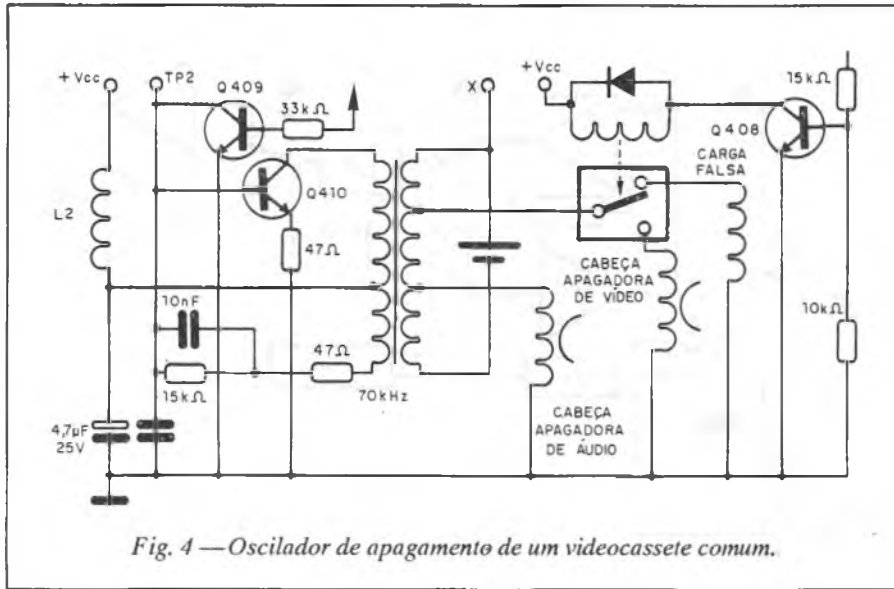 +Vcc
TP2
Q409
33kΩ
X
+Vcc
15kΩ
Q408
CARGA
FALSA
Q410
L2
47Ω
10nF
CABEÇA
APAGADORA
DE VÍDEO
10kΩ
47Ω
15kΩ
70kHz
4,7µF
25V
CABEÇA
APAGADORA
DE ÁUDIO
Fig. 4 — Oscilador de apagamento de um videocassete comum.